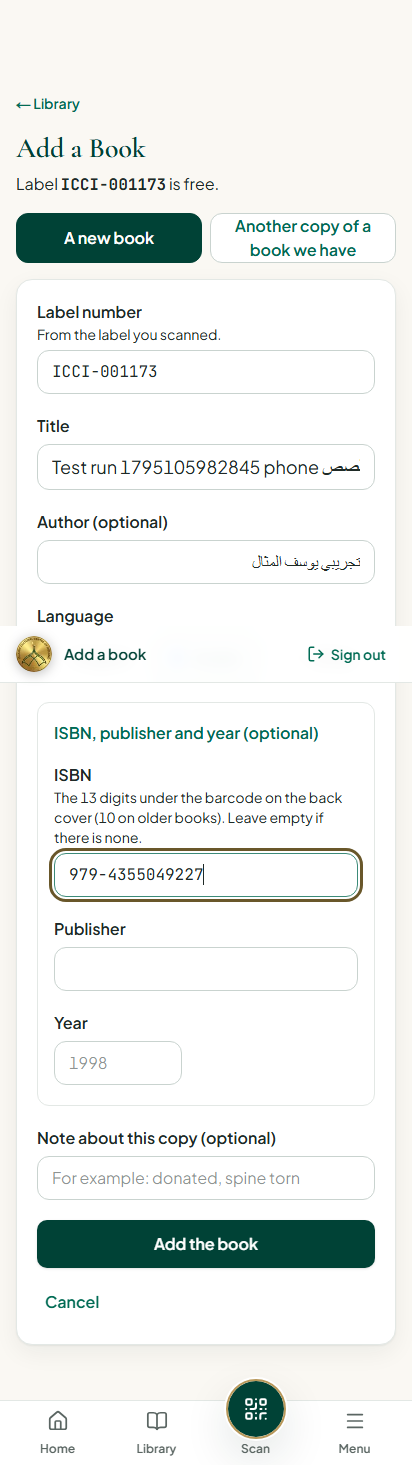 ← Library
Add a Book
Label ICCI-001173 is free.
A new book
Another copy of a
book we have
Label number
From the label you scanned.
ICCI-001173
Title
Test run 1795105982845 phone قصص
Author (optional)
تجريبي يوسف المثال
Language
Add a book
Sign out
ISBN, publisher and year (optional)
ISBN
The 13 digits under the barcode on the back
cover (10 on older books). Leave empty if
there is none.
979-4355049227
Publisher
Year
1998
Note about this copy (optional)
For example: donated, spine torn
Add the book
Cancel
Home
Library
Scan
Menu